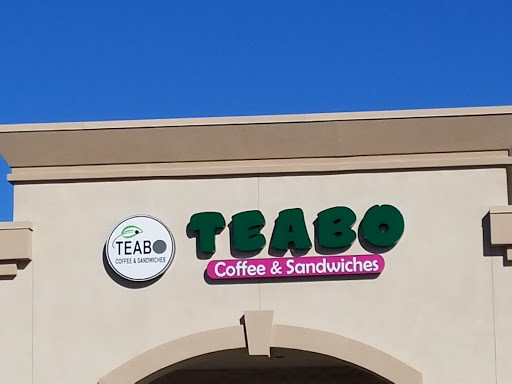 TEABO
COFFEE & SANDWICHES
TEABO
Coffee & Sandwiches